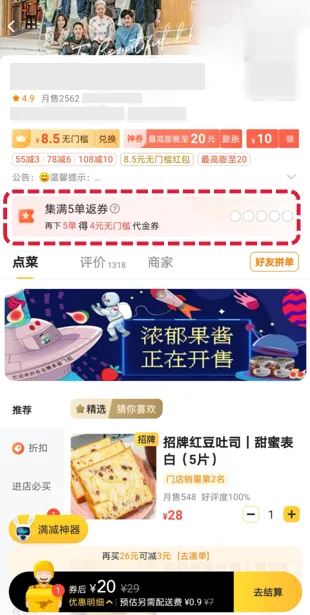 4.9 月售2562
¥8.5无门槛 兑换 神券 最高膨胀至20元 膨胀 ¥10 领
55减3 78减6 108减10 8.5元无门槛红包 最高膨胀至20
公告：😀温馨提示：...
集满5单返券?
再下5单 得 4元无门槛 代金券
点菜 评价1318 商家 好友拼单
浓郁果酱
正在开售
推荐 精选 猜你喜欢
折扣
进店必买
招牌
招牌红豆吐司丨甜蜜表
白（5片）
门店销量第2名
月售548 好评度100%
¥28 1
1
满减神器
再买26元可减3元 [去凑单]
1
券后 ¥20 ¥29
优惠明细 预估另需配送费 ¥0.9 ¥7
去结算